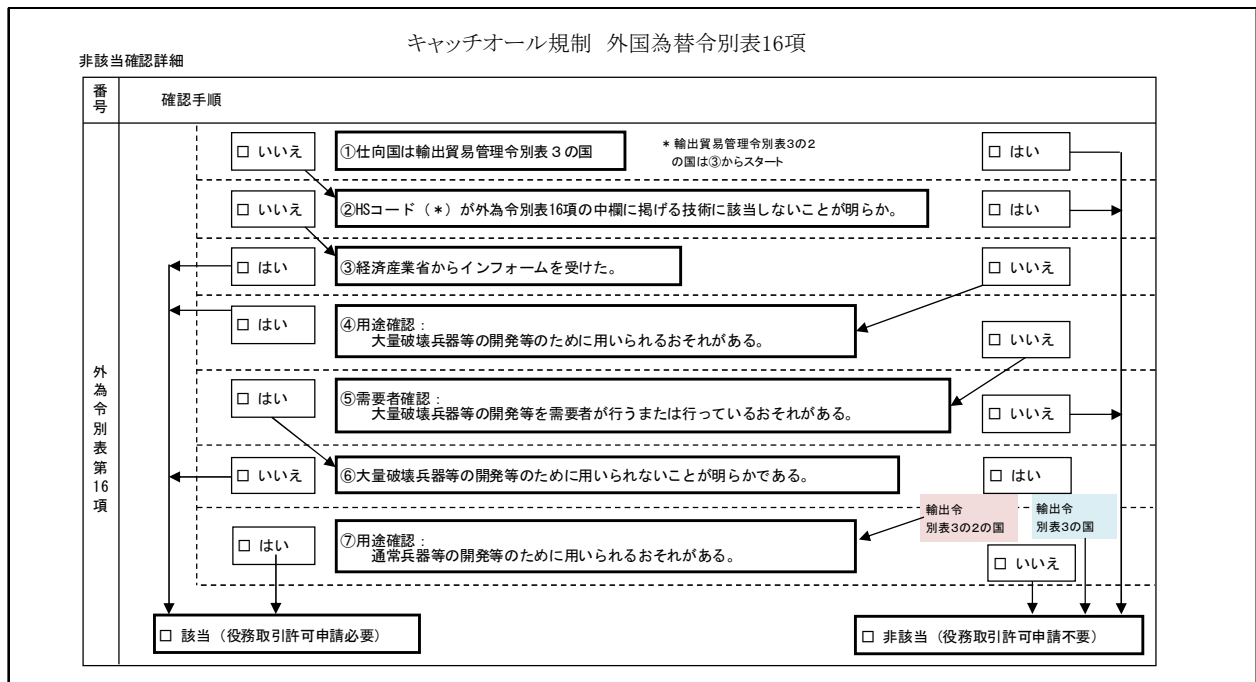 キャッチオール規制 外国為替令別表16項
非該当確認詳細
番号
確認手順
外為令別表第16項
□ いいえ
①仕向国は輸出貿易管理令別表３の国
* 輸出貿易管理令別表3の2
の国は③からスタート
□ はい
□ いいえ
②HSコード（*）が外為令別表16項の中欄に掲げる技術に該当しないことが明らか。
□ はい
□ はい
③経済産業省からインフォームを受けた。
□ いいえ
□ はい
④用途確認：
大量破壊兵器等の開発等のために用いられるおそれがある。
□ いいえ
□ はい
⑤需要者確認：
大量破壊兵器等の開発等を需要者が行うまたは行っているおそれがある。
□ いいえ
□ いいえ
⑥大量破壊兵器等の開発等のために用いられないことが明らかである。
□ はい
輸出令
別表3の2の国
輸出令
別表3の国
□ はい
⑦用途確認：
通常兵器等の開発等のために用いられるおそれがある。
□ いいえ
□ 該当（役務取引許可申請必要）
□ 非該当（役務取引許可申請不要）